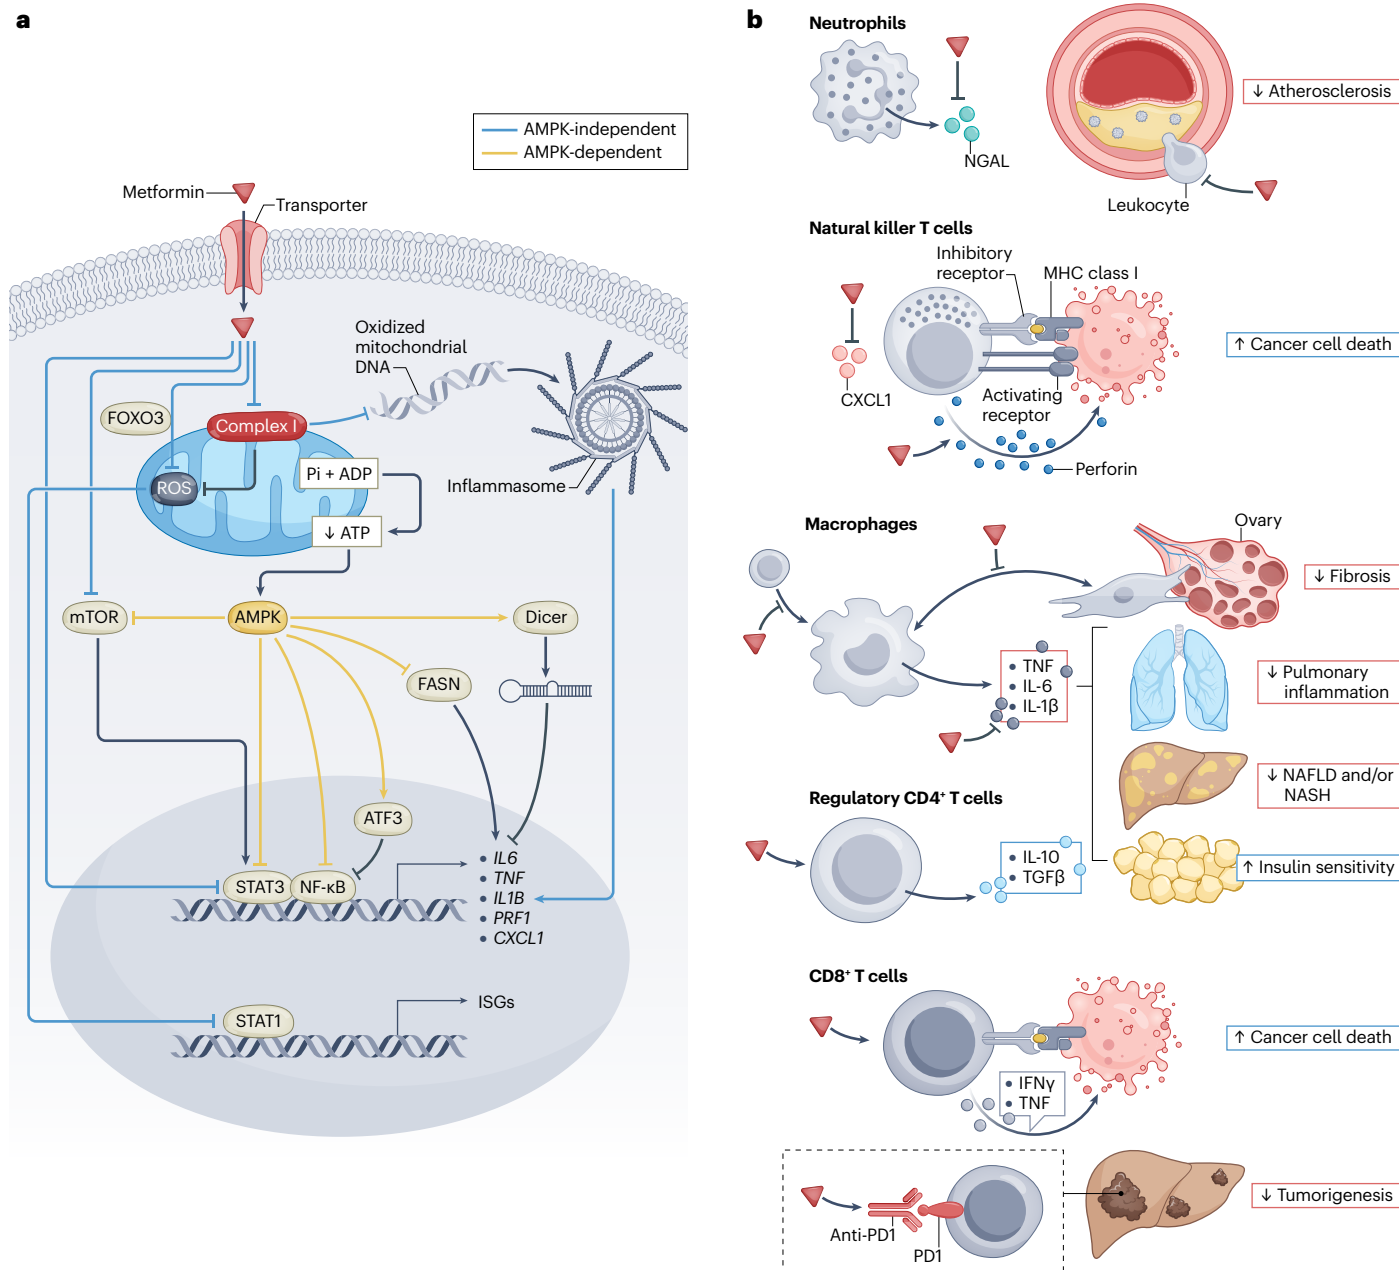 a
AMPK-independent
AMPK-dependent
Metformin
Transporter
Oxidized
mitochondrial
DNA
FOXO3
Complex I
Pi + ADP
ROS
Inflammasome
↓ ATP
mTOR
AMPK
Dicer
FASN
ATF3
STAT3
NF-κB
• IL6
• TNF
• IL1B
• PRF1
• CXCL1
ISGs
STAT1
b
Neutrophils
NGAL
↓ Atherosclerosis
Leukocyte
Natural killer T cells
Inhibitory
receptor
MHC class I
↑ Cancer cell death
CXCL1
Activating
receptor
Perforin
Macrophages
Ovary
↓ Fibrosis
• TNF
• IL-6
• IL-1β
↓ Pulmonary
inflammation
↓ NAFLD and/or
NASH
Regulatory CD4⁺ T cells
• IL-10
• TGFβ
↑ Insulin sensitivity
CD8⁺ T cells
↑ Cancer cell death
• IFNγ
• TNF
Anti-PD1
PD1
↓ Tumorigenesis